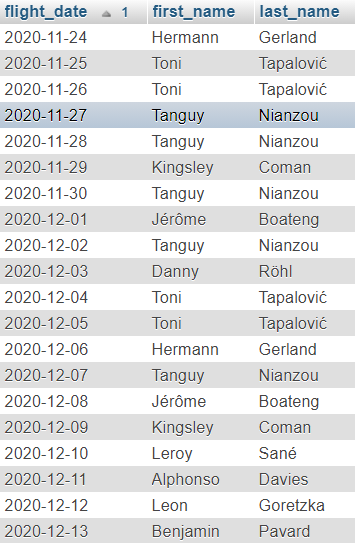 flight_date 1 first_name last_name
2020-11-24 Hermann Gerland
2020-11-25 Toni Tapalović
2020-11-26 Toni Tapalović
2020-11-27 Tanguy Nianzou
2020-11-28 Tanguy Nianzou
2020-11-29 Kingsley Coman
2020-11-30 Tanguy Nianzou
2020-12-01 Jérôme Boateng
2020-12-02 Tanguy Nianzou
2020-12-03 Danny Röhl
2020-12-04 Toni Tapalović
2020-12-05 Toni Tapalović
2020-12-06 Hermann Gerland
2020-12-07 Tanguy Nianzou
2020-12-08 Jérôme Boateng
2020-12-09 Kingsley Coman
2020-12-10 Leroy Sané
2020-12-11 Alphonso Davies
2020-12-12 Leon Goretzka
2020-12-13 Benjamin Pavard